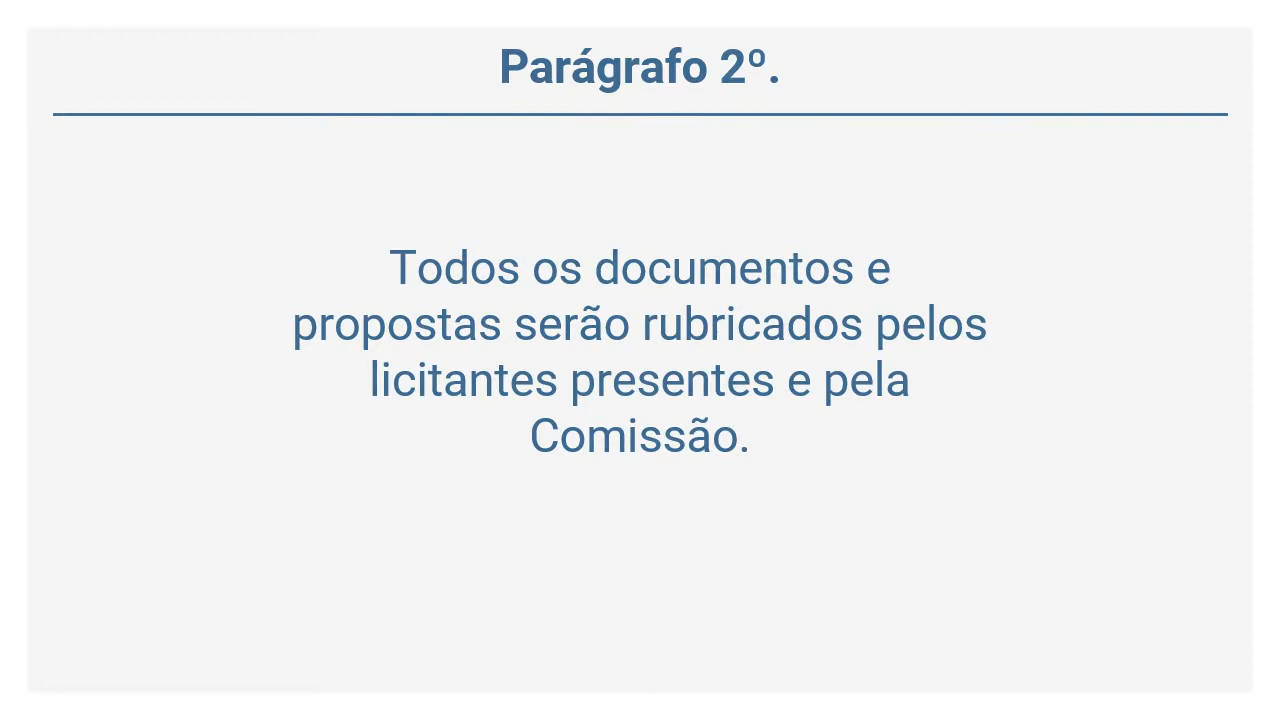 Parágrafo 2º.
Todos os documentos e
propostas serão rubricados pelos
licitantes presentes e pela
Comissão.